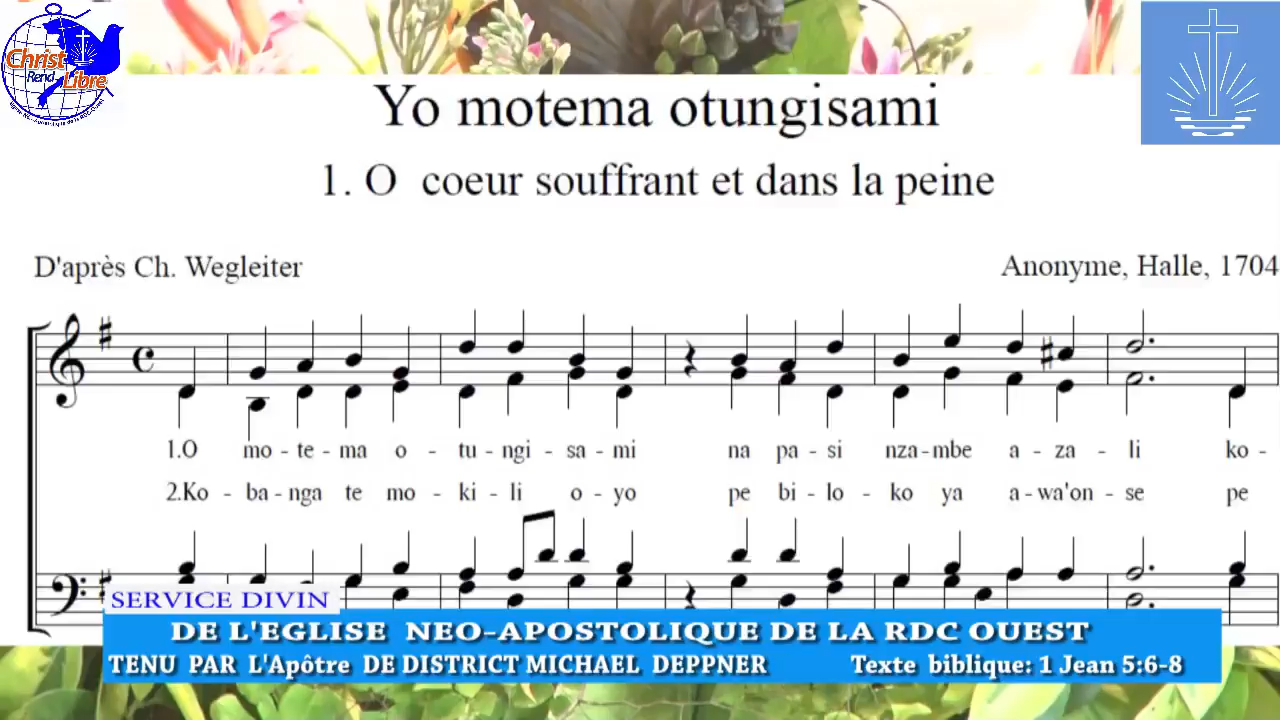 Christ
Rend
Libre
Yo motema otungisami
1. O coeur souffrant et dans la peine
D'après Ch. Wegleiter
Anonyme, Halle, 1704
1.O mo - te - ma o - tu - ngi - sa - mi na pa - si nza - mbe a - za - li ko -
2.Ko - ba - nga te mo - ki - li o - yo pe bi - lo - ko ya a - wa'on - se pe
SERVICE DIVIN
DE L'EGLISE NEO-APOSTOLIQUE DE LA RDC OUEST
TENU PAR L'Apôtre DE DISTRICT MICHAEL DEPPNER
Texte biblique: 1 Jean 5:6-8